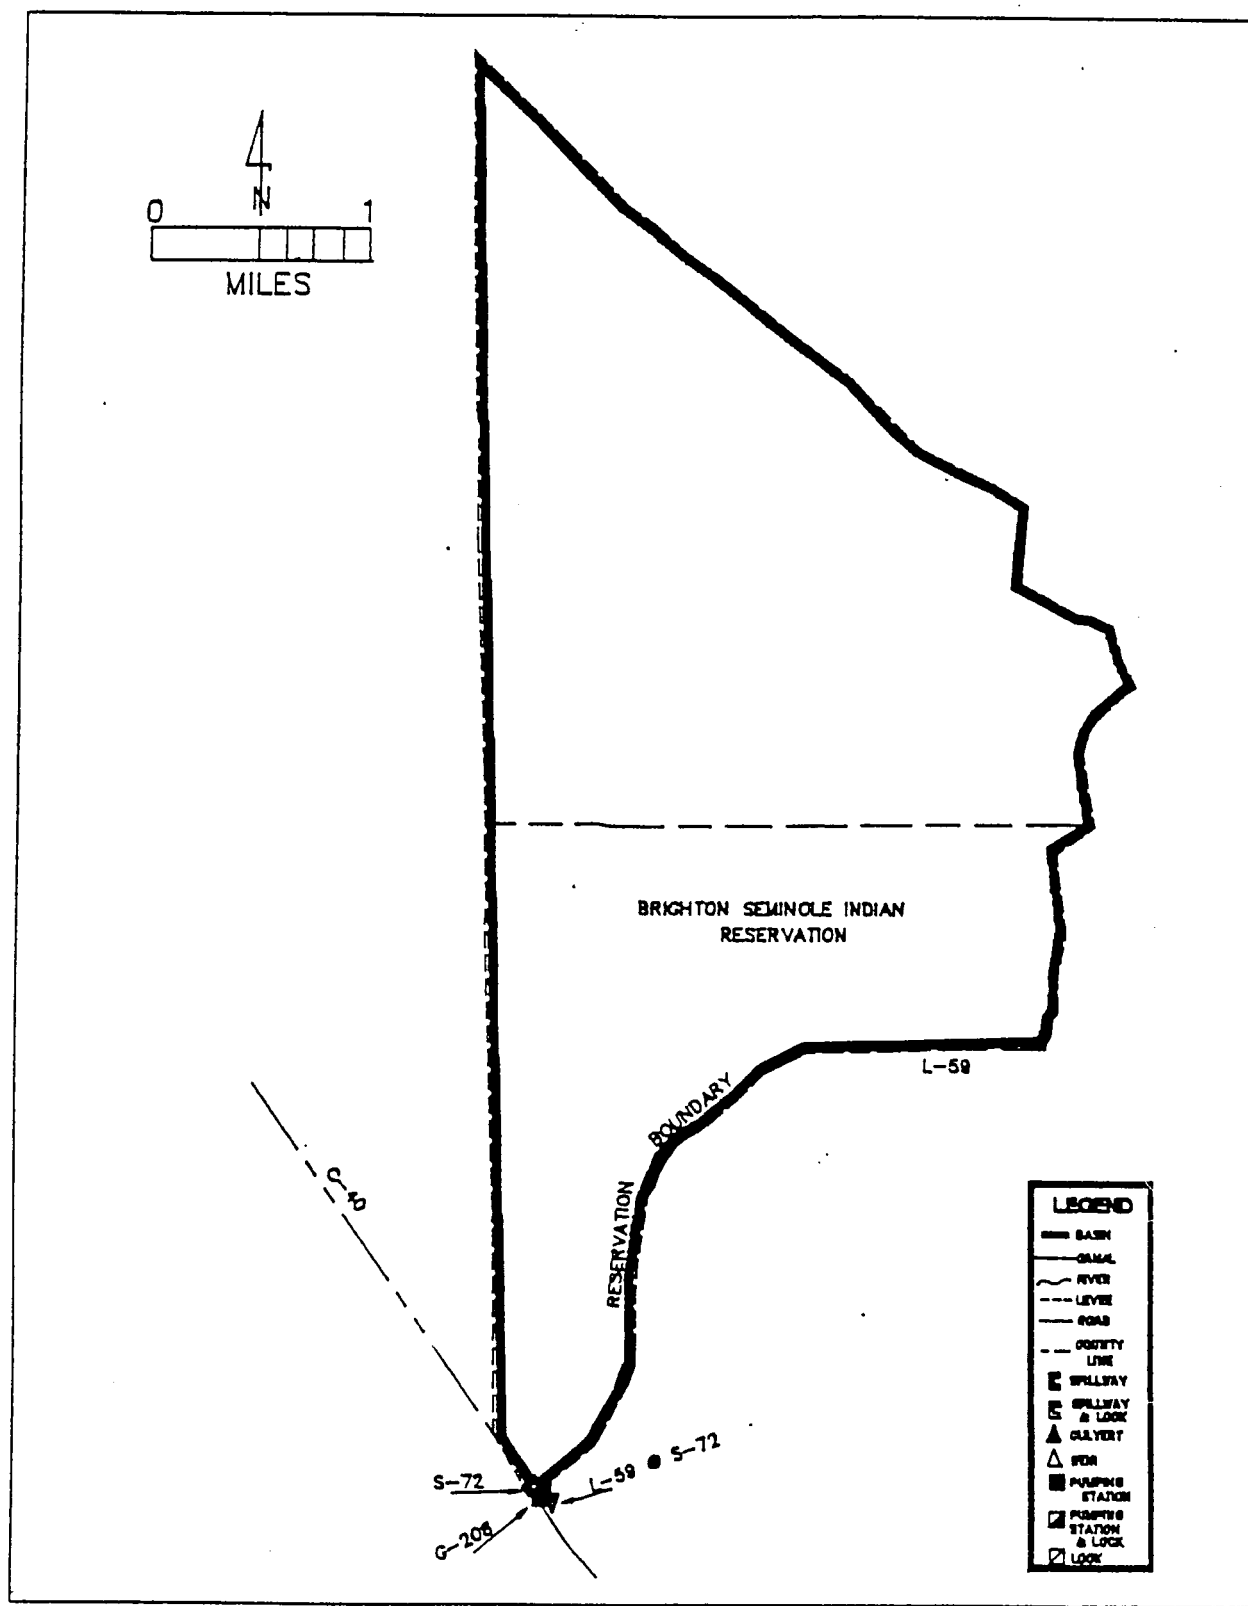 N
0 1
MILES
BRIGHTON SEMINOLE INDIAN
RESERVATION
L-59
BOUNDARY
RESERVATION
S-72
L-59 @ S-72
G-208
LEGEND
BASIN
CANAL
RIVER
LEVEE
ROAD
COUNTY
LINE
SPILLWAY
SPILLWAY
& LOCK
CULVERT
WEIR
PUMPING
STATION
PUMPING
STATION
& LOCK
LOCK